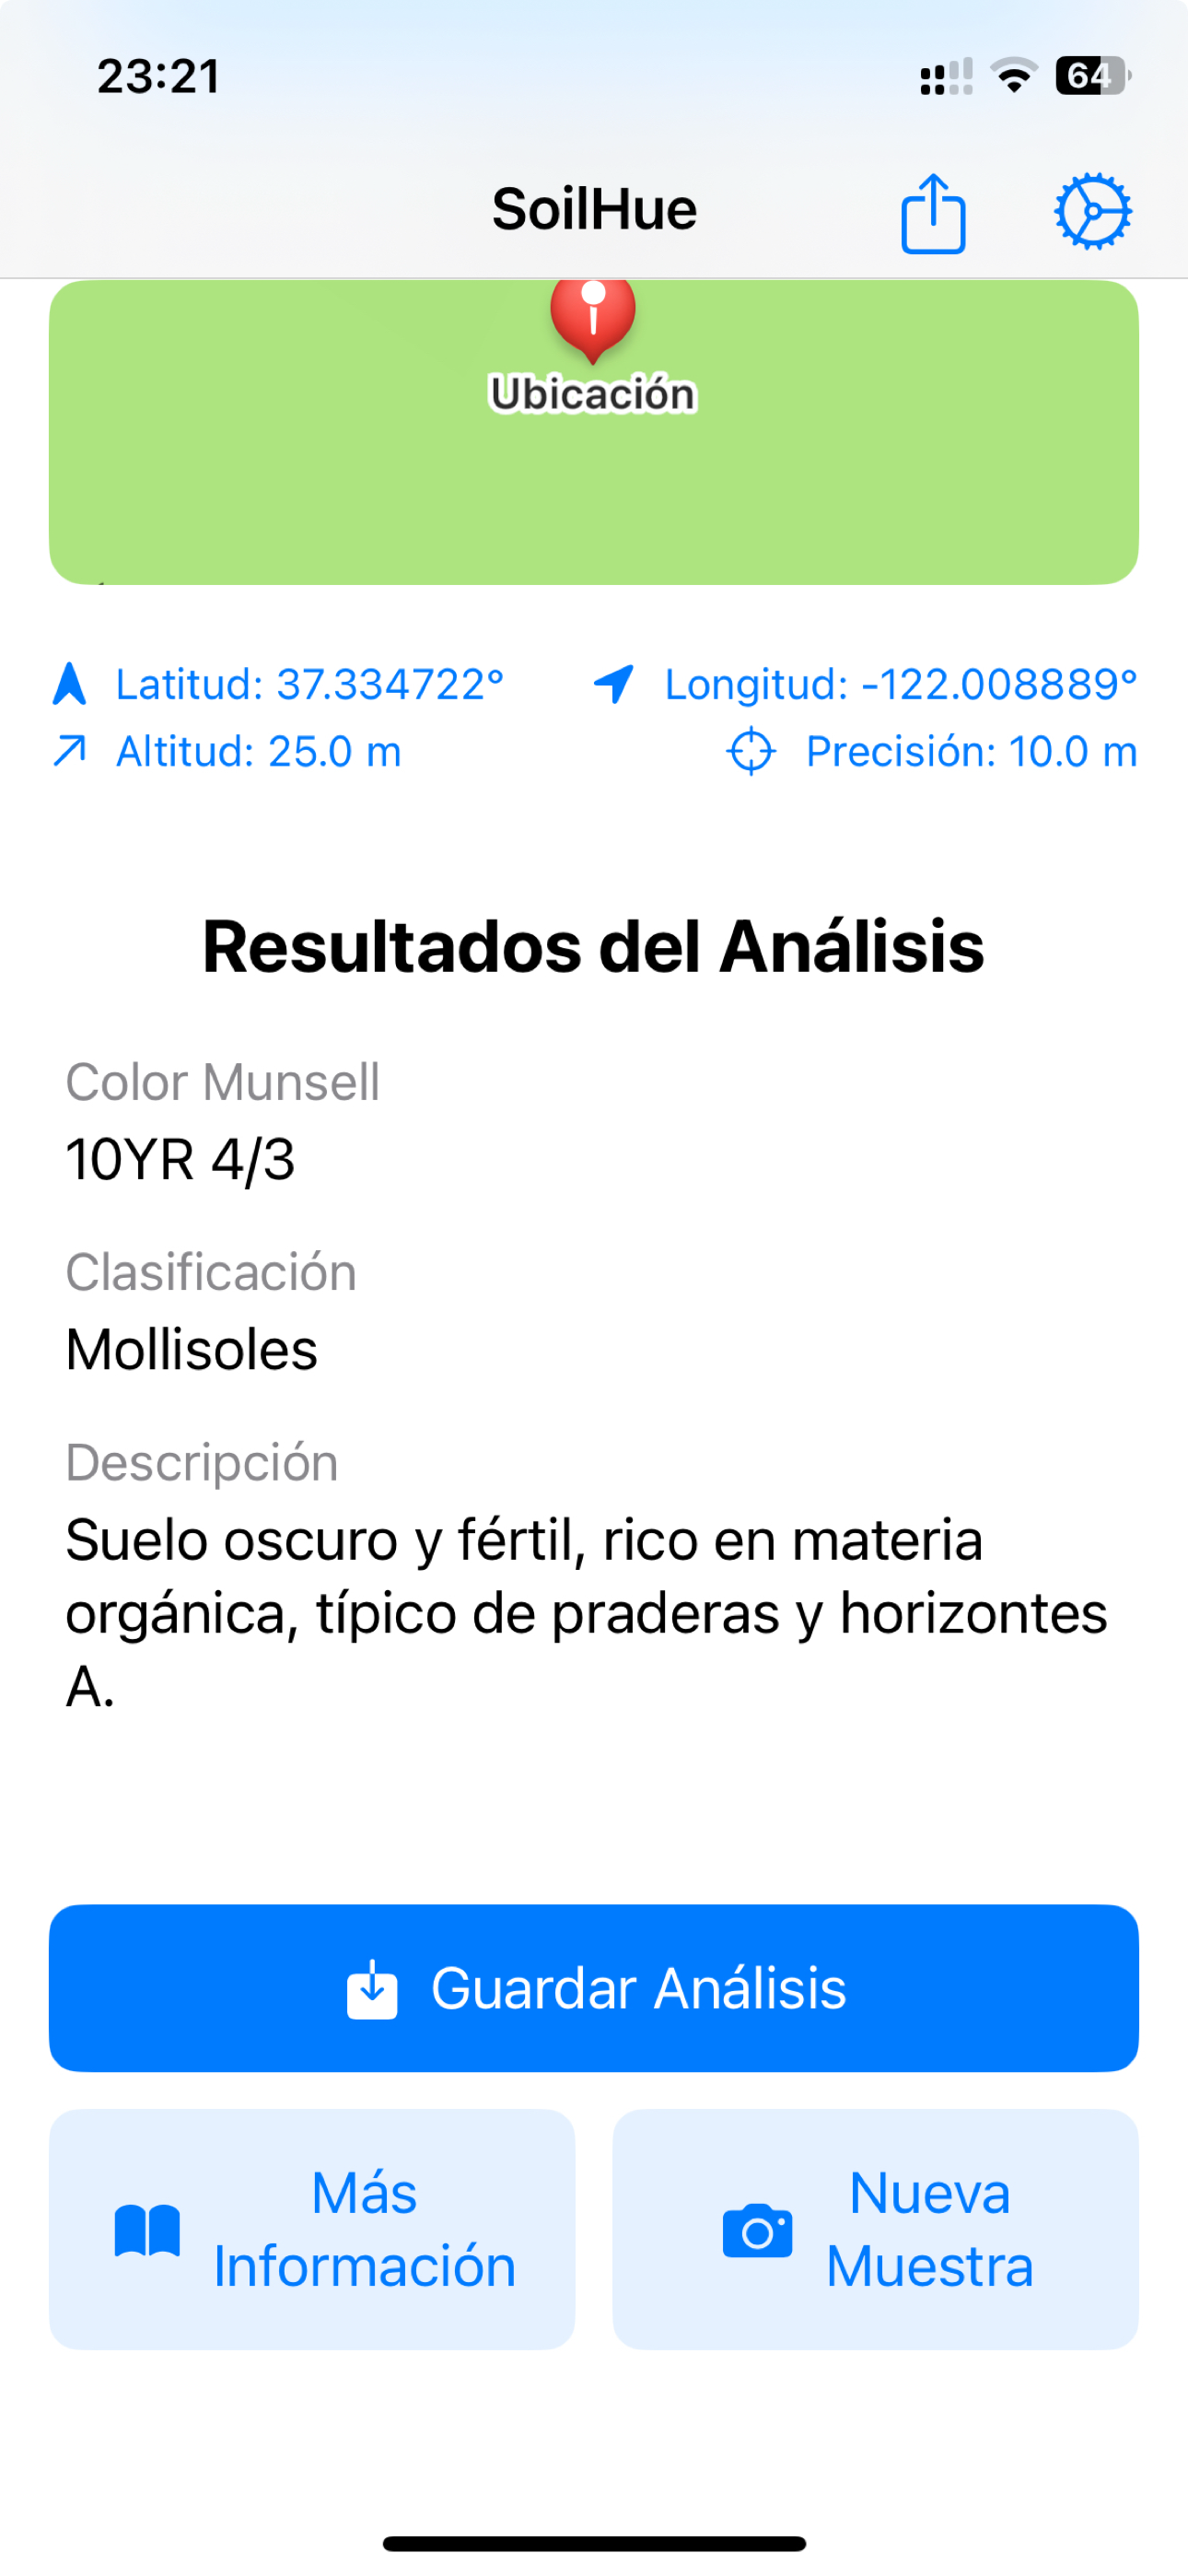 23:21
64
SoilHue
Ubicación
Latitud: 37.334722°
Longitud: -122.008889°
Altitud: 25.0 m
Precisión: 10.0 m
Resultados del Análisis
Color Munsell
10YR 4/3
Clasificación
Mollisoles
Descripción
Suelo oscuro y fértil, rico en materia
orgánica, típico de praderas y horizontes
A.
Guardar Análisis
Más
Información
Nueva
Muestra